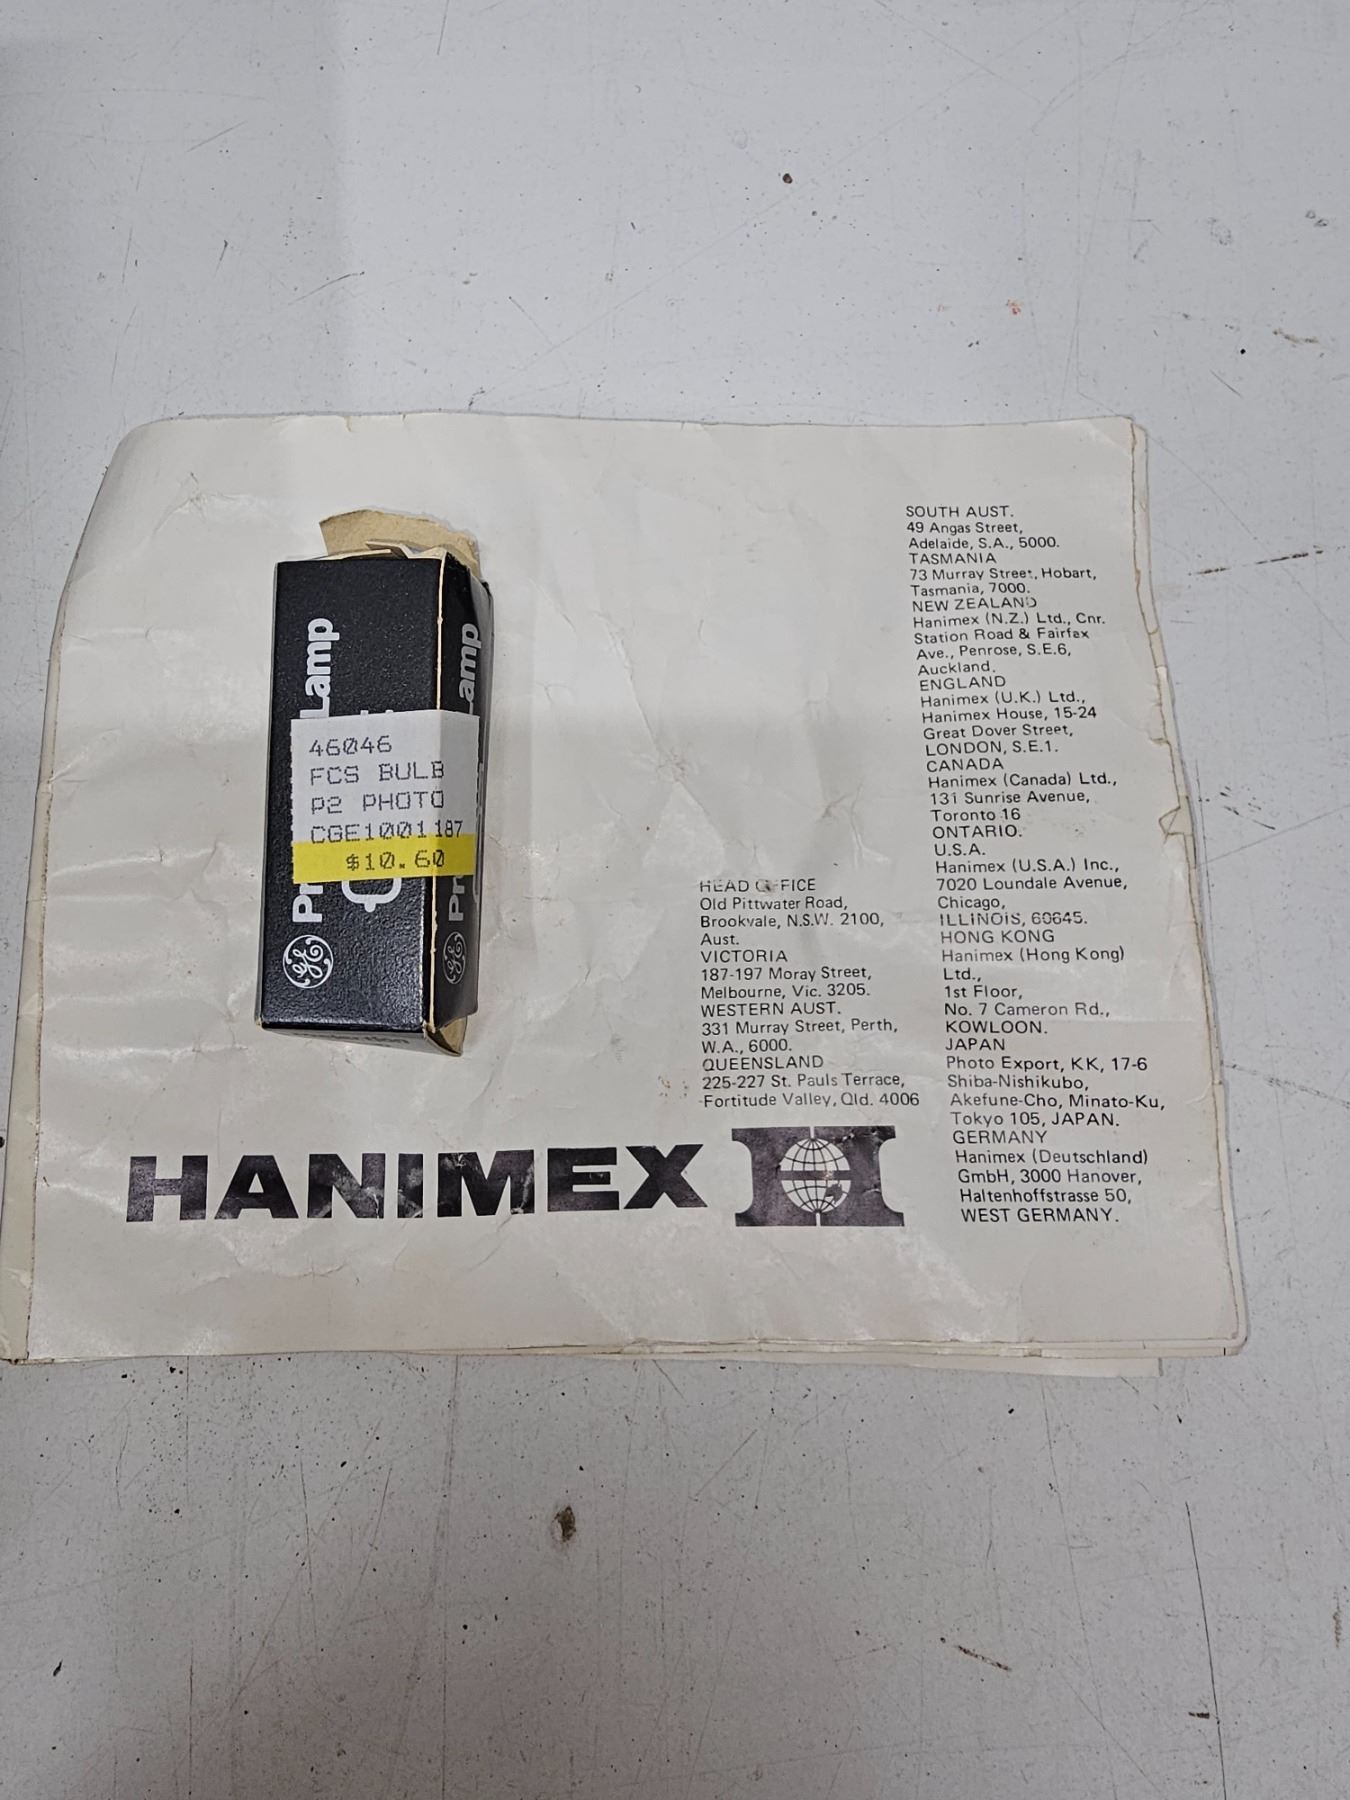 Lamp
46046
FCS BULB
P2 PHOTO
CGE1001187
$10.60
GE
HEAD OFFICE
Old Pittwater Road,
Brookvale, N.S.W. 2100,
Aust.
VICTORIA
187-197 Moray Street,
Melbourne, Vic. 3205.
WESTERN AUST.
331 Murray Street, Perth,
W.A., 6000.
QUEENSLAND
225-227 St. Pauls Terrace,
Fortitude Valley, Qld. 4006
SOUTH AUST.
49 Angas Street,
Adelaide, S.A., 5000.
TASMANIA
73 Murray Street, Hobart,
Tasmania, 7000.
NEW ZEALAND
Hanimex (N.Z.) Ltd., Cnr.
Station Road & Fairfax
Ave., Penrose, S.E.6,
Auckland.
ENGLAND
Hanimex (U.K.) Ltd.,
Hanimex House, 15-24
Great Dover Street,
LONDON, S.E.1.
CANADA
Hanimex (Canada) Ltd.,
131 Sunrise Avenue,
Toronto 16
ONTARIO.
U.S.A.
Hanimex (U.S.A.) Inc.,
7020 Loundale Avenue,
Chicago,
ILLINOIS, 60645.
HONG KONG
Hanimex (Hong Kong)
Ltd.,
1st Floor,
No. 7 Cameron Rd.,
KOWLOON.
JAPAN
Photo Export, KK, 17-6
Shiba-Nishikubo,
Akefune-Cho, Minato-Ku,
Tokyo 105, JAPAN.
GERMANY
Hanimex (Deutschland)
GmbH, 3000 Hanover,
Haltenhoffstrasse 50,
WEST GERMANY.
HANIMEX H